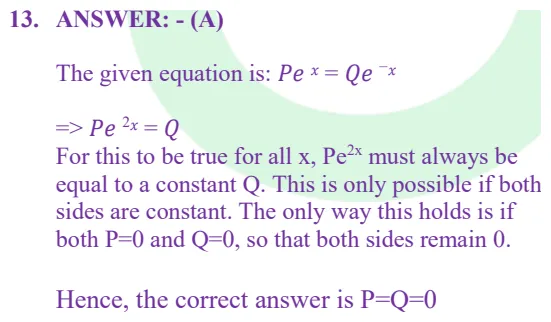 13. ANSWER: - (A)
The given equation is: Pe ˣ = Qe ⁻ˣ
=> Pe ²ˣ = Q
For this to be true for all x, Pe²ˣ must always be
equal to a constant Q. This is only possible if both
sides are constant. The only way this holds is if
both P=0 and Q=0, so that both sides remain 0.
Hence, the correct answer is P=Q=0